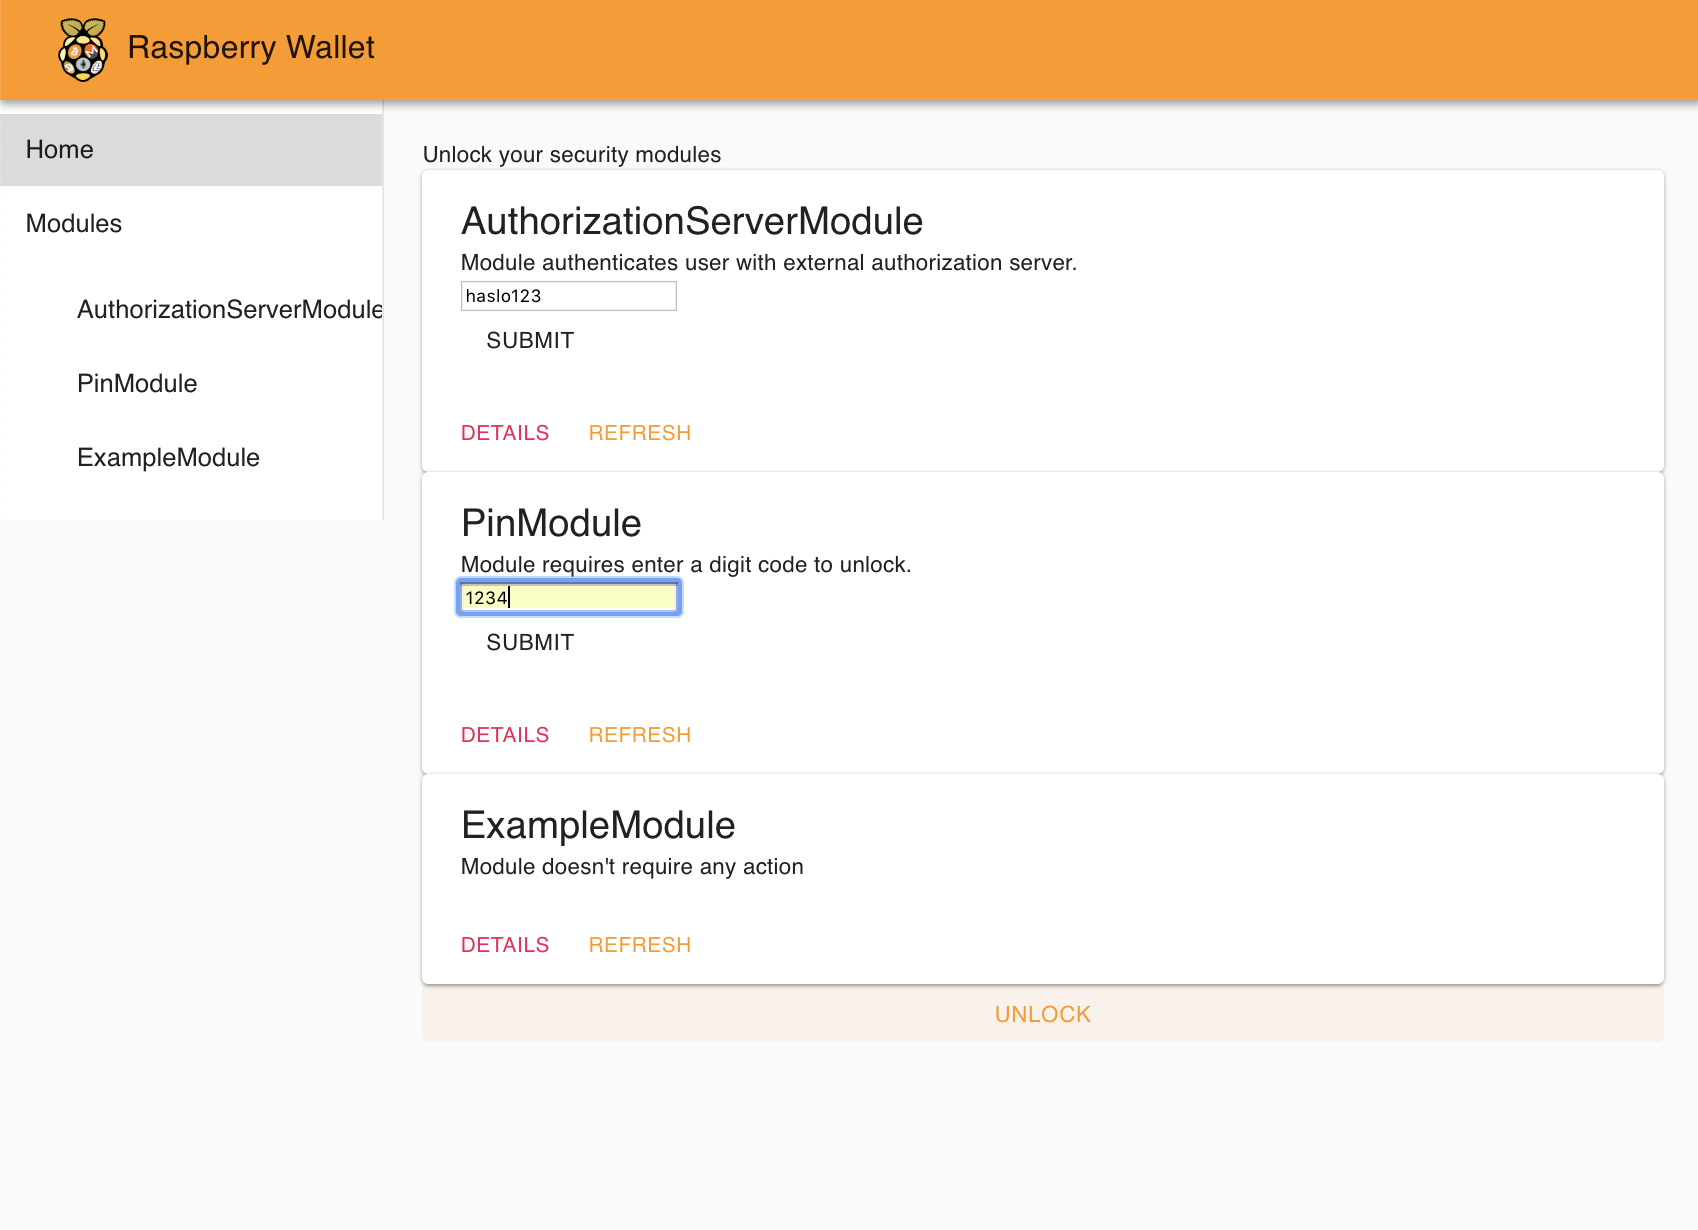 Raspberry Wallet
Home
Modules
AuthorizationServerModule
PinModule
ExampleModule
Unlock your security modules
AuthorizationServerModule
Module authenticates user with external authorization server.
haslo123
SUBMIT
DETAILS REFRESH
PinModule
Module requires enter a digit code to unlock.
1234
SUBMIT
DETAILS REFRESH
ExampleModule
Module doesn't require any action
DETAILS REFRESH
UNLOCK